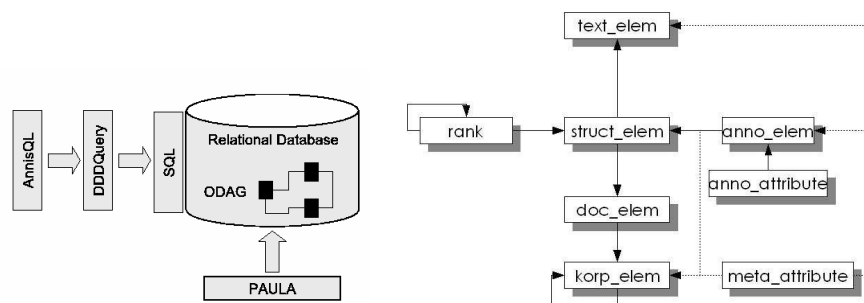 AnnisQL
DDDQuery
SQL
Relational Database
ODAG
PAULA
text_elem
rank
struct_elem
anno_elem
anno_attribute
doc_elem
korp_elem
meta_attribute